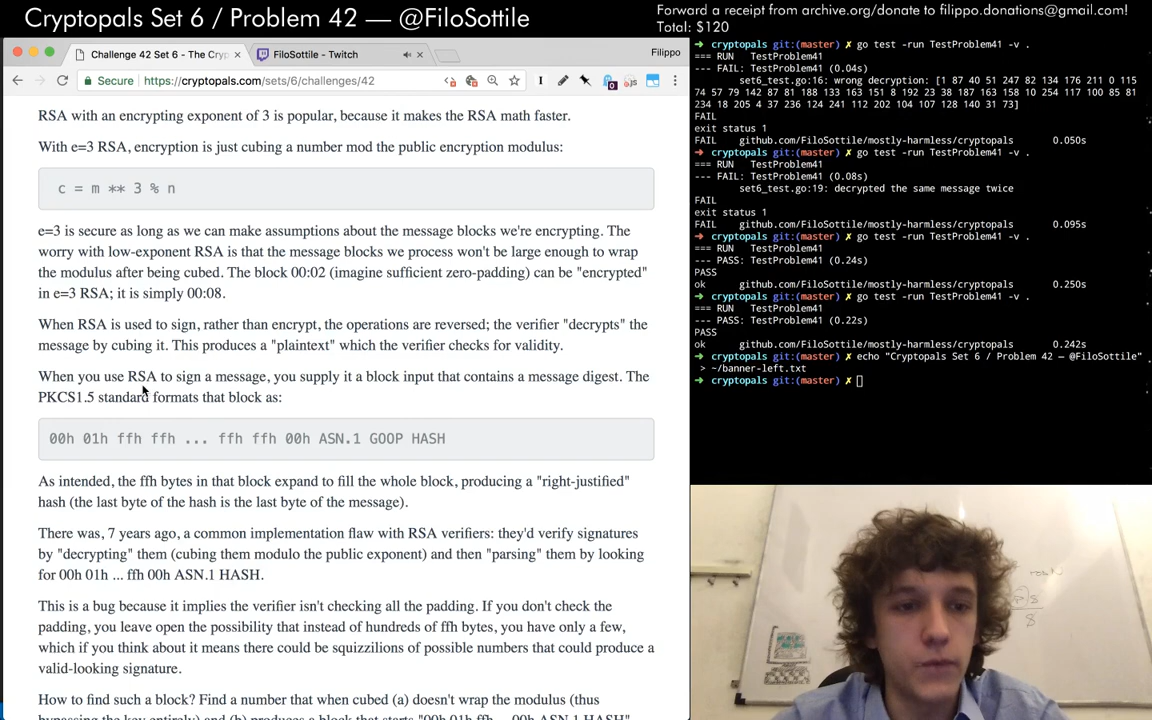 Cryptopals Set 6 / Problem 42 — @FiloSottile
Forward a receipt from archive.org/donate to filippo.donations@gmail.com!
Total: $120
Challenge 42 Set 6 - The Cryp
FiloSottile - Twitch
Filippo
Secure
https://cryptopals.com/sets/6/challenges/42
RSA with an encrypting exponent of 3 is popular, because it makes the RSA math faster.
With e=3 RSA, encryption is just cubing a number mod the public encryption modulus:
c = m ** 3 % n
e=3 is secure as long as we can make assumptions about the message blocks we're encrypting. The
worry with low-exponent RSA is that the message blocks we process won't be large enough to wrap
the modulus after being cubed. The block 00:02 (imagine sufficient zero-padding) can be "encrypted"
in e=3 RSA; it is simply 00:08.
When RSA is used to sign, rather than encrypt, the operations are reversed; the verifier "decrypts" the
message by cubing it. This produces a "plaintext" which the verifier checks for validity.
When you use RSA to sign a message, you supply it a block input that contains a message digest. The
PKCS1.5 standard formats that block as:
00h 01h ffh ffh ... ffh ffh 00h ASN.1 GOOP HASH
As intended, the ffh bytes in that block expand to fill the whole block, producing a "right-justified"
hash (the last byte of the hash is the last byte of the message).
There was, 7 years ago, a common implementation flaw with RSA verifiers: they'd verify signatures
by "decrypting" them (cubing them modulo the public exponent) and then "parsing" them by looking
for 00h 01h ... ffh 00h ASN.1 HASH.
This is a bug because it implies the verifier isn't checking all the padding. If you don't check the
padding, you leave open the possibility that instead of hundreds of ffh bytes, you have only a few,
which if you think about it means there could be squizzilions of possible numbers that could produce a
valid-looking signature.
How to find such a block? Find a number that when cubed (a) doesn't wrap the modulus (thus
bypassing the key entirely) and (b) produces a block that starts "00h 01h ffh ... 00h ASN.1 HASH".
➜ cryptopals git:(master) ✗ go test -run TestProblem41 -v .
=== RUN TestProblem41
--- FAIL: TestProblem41 (0.04s)
set6_test.go:16: wrong decryption: [1 87 40 51 247 82 134 176 211 0 115
74 57 79 142 87 81 188 133 163 151 8 192 23 38 187 163 158 10 254 117 100 85 81
234 18 205 4 37 236 124 241 112 202 104 107 128 140 31 73]
FAIL
exit status 1
FAIL github.com/FiloSottile/mostly-harmless/cryptopals 0.050s
➜ cryptopals git:(master) ✗ go test -run TestProblem41 -v .
=== RUN TestProblem41
--- FAIL: TestProblem41 (0.08s)
set6_test.go:19: decrypted the same message twice
FAIL
exit status 1
FAIL github.com/FiloSottile/mostly-harmless/cryptopals 0.095s
➜ cryptopals git:(master) ✗ go test -run TestProblem41 -v .
=== RUN TestProblem41
--- PASS: TestProblem41 (0.24s)
PASS
ok github.com/FiloSottile/mostly-harmless/cryptopals 0.250s
➜ cryptopals git:(master) ✗ go test -run TestProblem41 -v .
=== RUN TestProblem41
--- PASS: TestProblem41 (0.22s)
PASS
ok github.com/FiloSottile/mostly-harmless/cryptopals 0.242s
➜ cryptopals git:(master) ✗ echo "Cryptopals Set 6 / Problem 42 — @FiloSottile"
> ~/banner-left.txt
➜ cryptopals git:(master) ✗